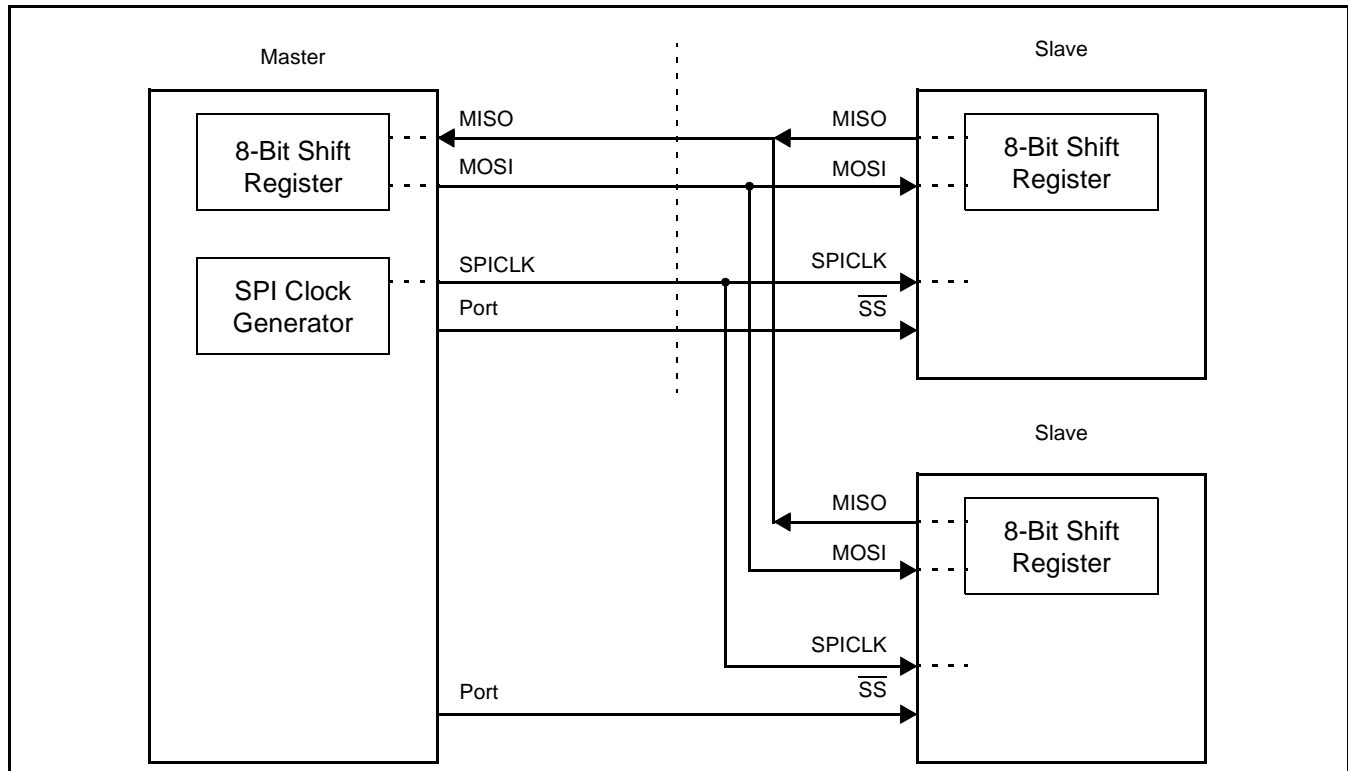 Master
Slave
MISO
MISO
8-Bit Shift
Register
8-Bit Shift
Register
MOSI
MOSI
SPICLK
SPICLK
SPI Clock
Generator
Port
SS
Slave
MISO
8-Bit Shift
Register
MOSI
SPICLK
Port
SS